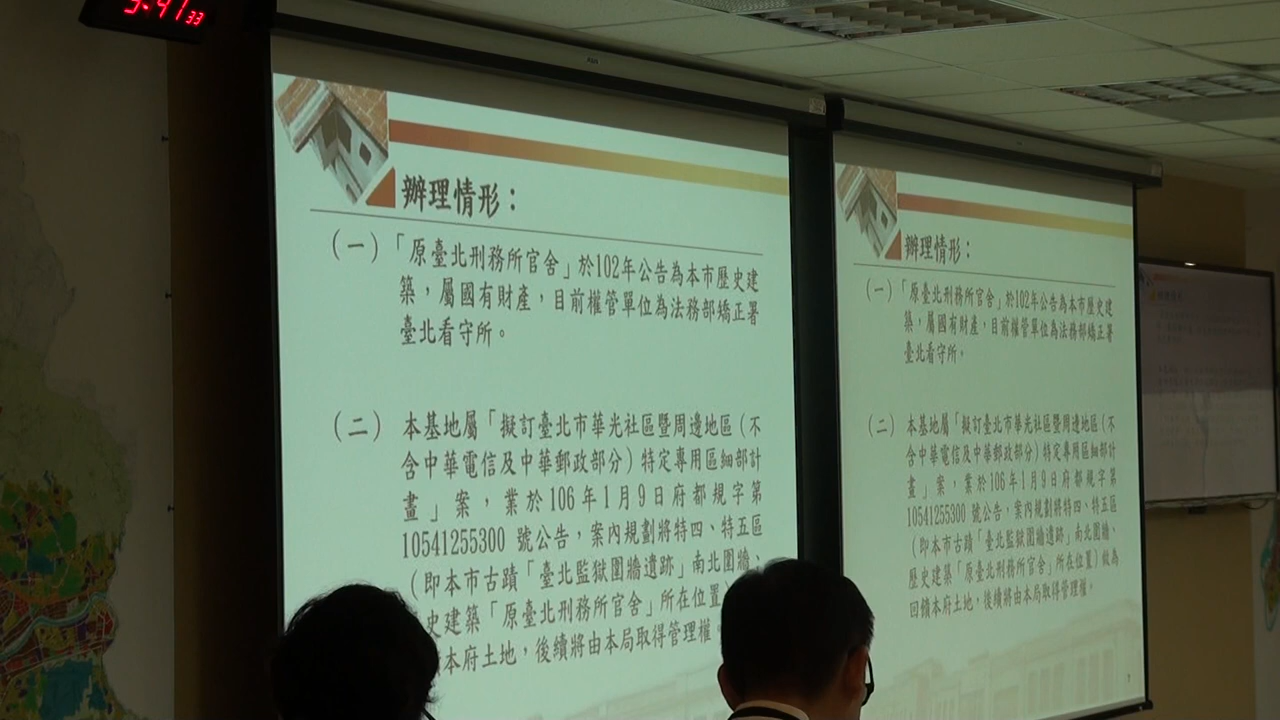 辦理情形：
（一）「原臺北刑務所官舍」於102年公告為本市歷史建
築，屬國有財產，目前權管單位為法務部矯正署
臺北看守所。
（二）本基地屬「擬訂臺北市華光社區暨周邊地區（不
含中華電信及中華郵政部分）特定專用區細部計
畫」案，業於106年1月9日府都規字第
10541255300 號公告，案內規劃將特四、特五區
（即本市古蹟「臺北監獄圍牆遺跡」南北圍牆、
史建築「原臺北刑務所官舍」所在位置
本府土地，後續將由本局取得管理權。
辦理情形：
（一）「原臺北刑務所官舍」於102年公告為本市歷史建
築，屬國有財產，目前權管單位為法務部矯正署
臺北看守所。
（二）本基地屬「擬訂臺北市華光社區暨周邊地區（不
含中華電信及中華郵政部分）特定專用區細部計
畫」案，業於106年1月9日府都規字第
10541255300 號公告，案內規劃將特四、特五區
（即本市古蹟「臺北監獄圍牆遺跡」南北圍牆、
歷史建築「原臺北刑務所官舍」所在位置）做為
回饋本府土地，後續將由本局取得管理權。